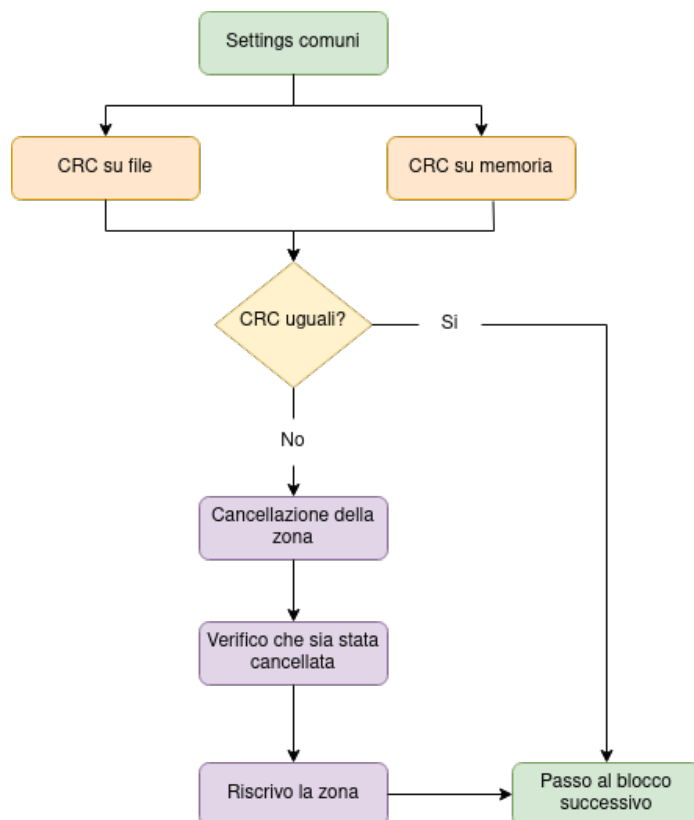 Settings comuni
CRC su file
CRC su memoria
CRC uguali?
Si
No
Cancellazione della
zona
Verifico che sia stata
cancellata
Riscrivo la zona
Passo al blocco
successivo